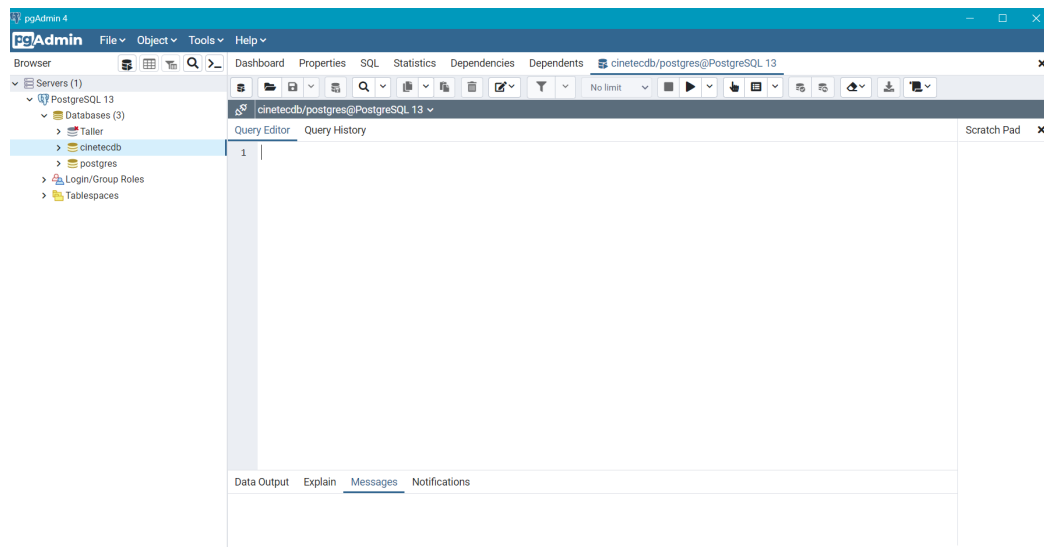 pgAdmin 4
pgAdmin File Object Tools Help
Browser Dashboard Properties SQL Statistics Dependencies Dependents cinetecdb/postgres@PostgreSQL 13
Servers (1)
No limit
PostgreSQL 13
cinetecdb/postgres@PostgreSQL 13
Databases (3)
Query Editor Query History Scratch Pad
Taller
cinetecdb
1
postgres
Login/Group Roles
Tablespaces
Data Output Explain Messages Notifications